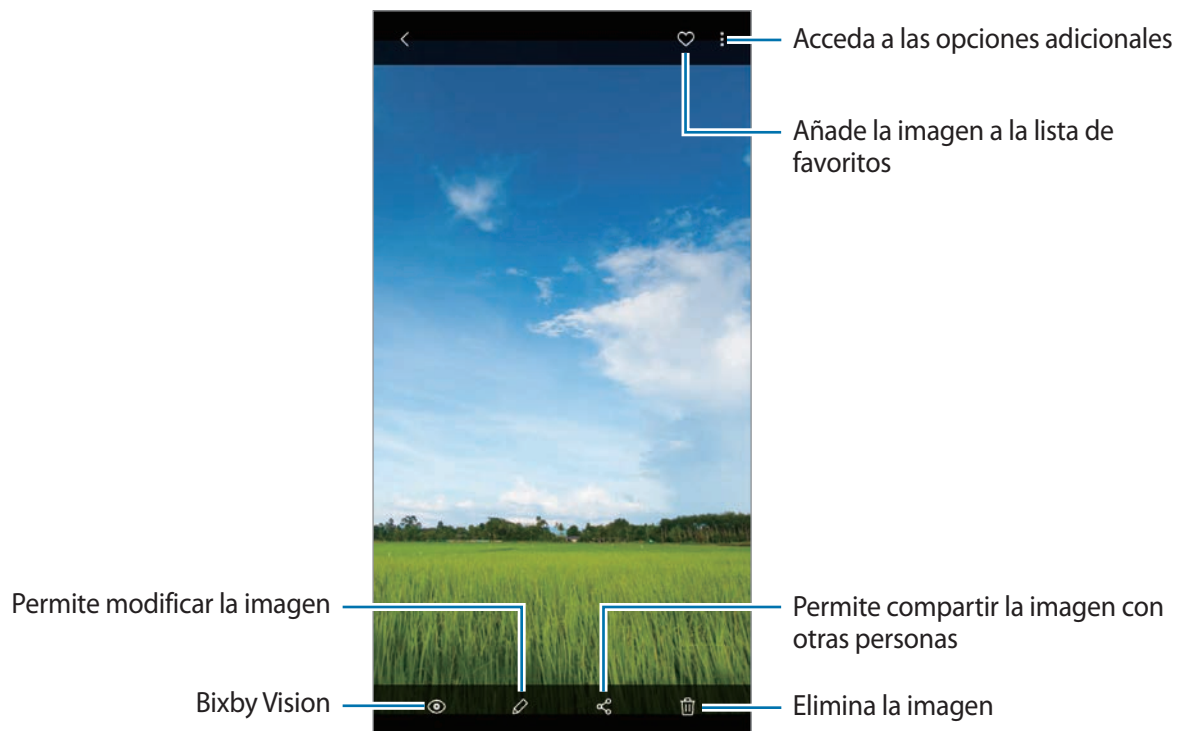 Acceda a las opciones adicionales
Añade la imagen a la lista de
favoritos
Permite modificar la imagen
Permite compartir la imagen con
otras personas
Bixby Vision
Elimina la imagen